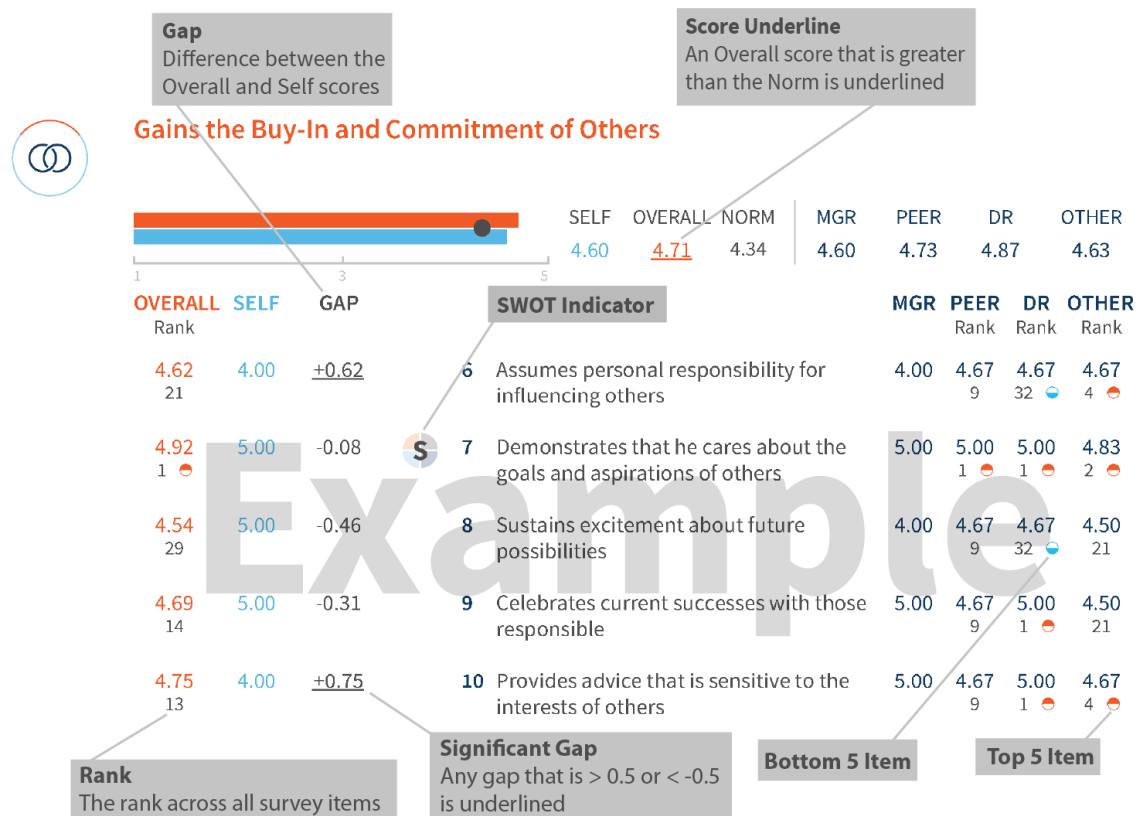 Gap
Difference between the
Overall and Self scores
Score Underline
An Overall score that is greater
than the Norm is underlined
Gains the Buy-In and Commitment of Others
SELF OVERALL NORM MGR PEER DR OTHER
4.60 4.71 4.34 4.60 4.73 4.87 4.63
1 3 5
OVERALL SELF GAP SWOT Indicator MGR PEER DR OTHER
Rank Rank Rank Rank
4.62 4.00 +0.62 6 Assumes personal responsibility for 4.00 4.67 4.67 4.67
21 influencing others 9 32 4
4.92 5.00 -0.08 S 7 Demonstrates that he cares about the 5.00 5.00 5.00 4.83
1 goals and aspirations of others 1 1 2
Example
4.54 5.00 -0.46 8 Sustains excitement about future 4.00 4.67 4.67 4.50
29 possibilities 9 32 21
4.69 5.00 -0.31 9 Celebrates current successes with those 5.00 4.67 5.00 4.50
14 responsible 9 1 21
4.75 4.00 +0.75 10 Provides advice that is sensitive to the 5.00 4.67 5.00 4.67
13 interests of others 9 1 4
Rank
The rank across all survey items
Significant Gap
Any gap that is > 0.5 or < -0.5
is underlined
Bottom 5 Item
Top 5 Item